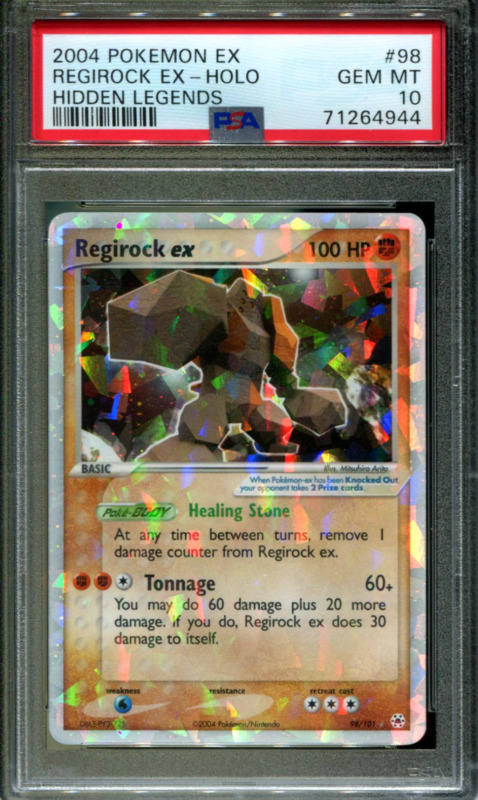 2004 POKEMON EX #98
REGIROCK EX - HOLO GEM MT
HIDDEN LEGENDS 10
PSA 71264944
Regirock ex 100 HP
BASIC Illus. Mitsuhiro Arita
When Pokémon-ex has been Knocked Out,
your opponent takes 2 Prize cards.
Poké-BODY Healing Stone
At any time between turns, remove 1
damage counter from Regirock ex.
Tonnage 60+
You may do 60 damage plus 20 more
damage. If you do, Regirock ex does 30
damage to itself.
weakness resistance retreat cost
©2004 Pokémon/Nintendo 98/101